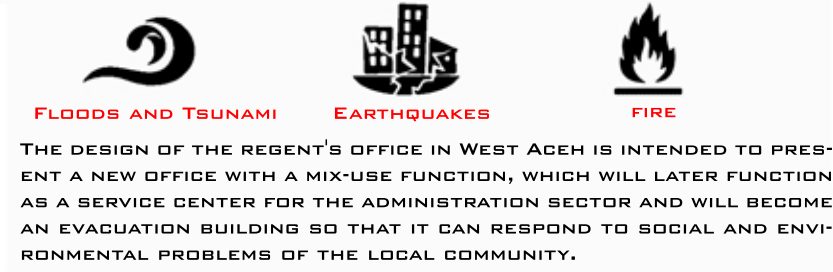 Floods and Tsunami Earthquakes fire
The design of the regent's office in West Aceh is intended to pres-
ent a new office with a mix-use function, which will later function
as a service center for the administration sector and will become
an evacuation building so that it can respond to social and envi-
ronmental problems of the local community.